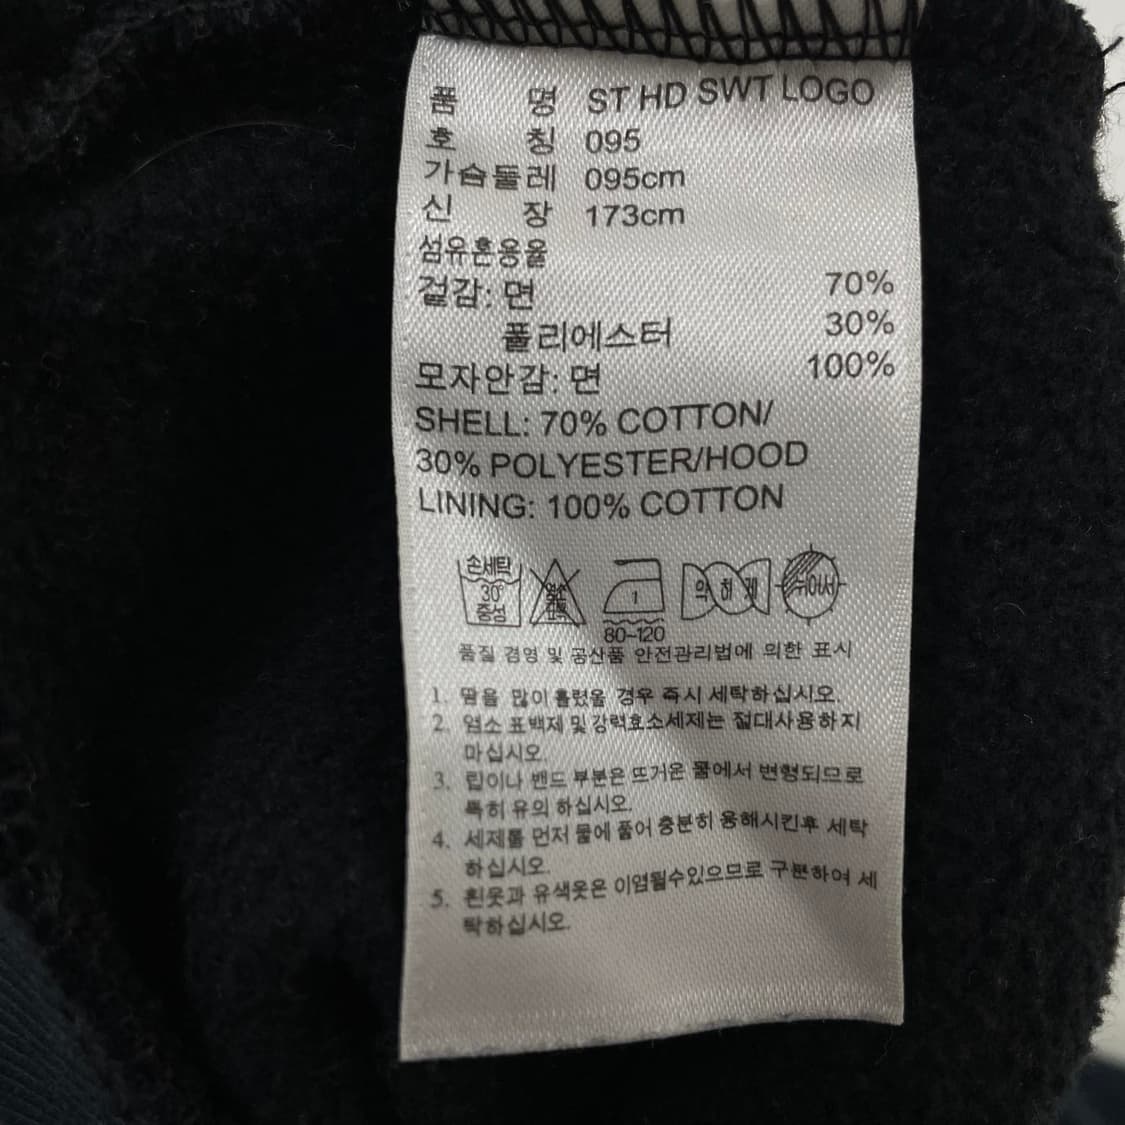 품 명 ST HD SWT LOGO
호 칭 095
가슴둘레 095cm
신 장 173cm
섬유혼용율
겉감: 면 70%
폴리에스터 30%
모자안감: 면 100%
SHELL: 70% COTTON/
30% POLYESTER/HOOD
LINING: 100% COTTON
손세탁
30°
중성
1
80~120
약하게
뉘어서
품질 경영 및 공산품 안전관리법에 의한 표시
1. 땀을 많이 흘렸을 경우 즉시 세탁하십시오.
2. 염소 표백제 및 강력효소세제는 절대사용하지
마십시오.
3. 립이나 밴드 부분은 뜨거운 물에서 변형되므로
특히 유의 하십시오.
4. 세제를 먼저 물에 풀어 충분히 용해시킨후 세탁
하십시오.
5. 흰옷과 유색옷은 이염될수있으므로 구분하여 세
탁하십시오.